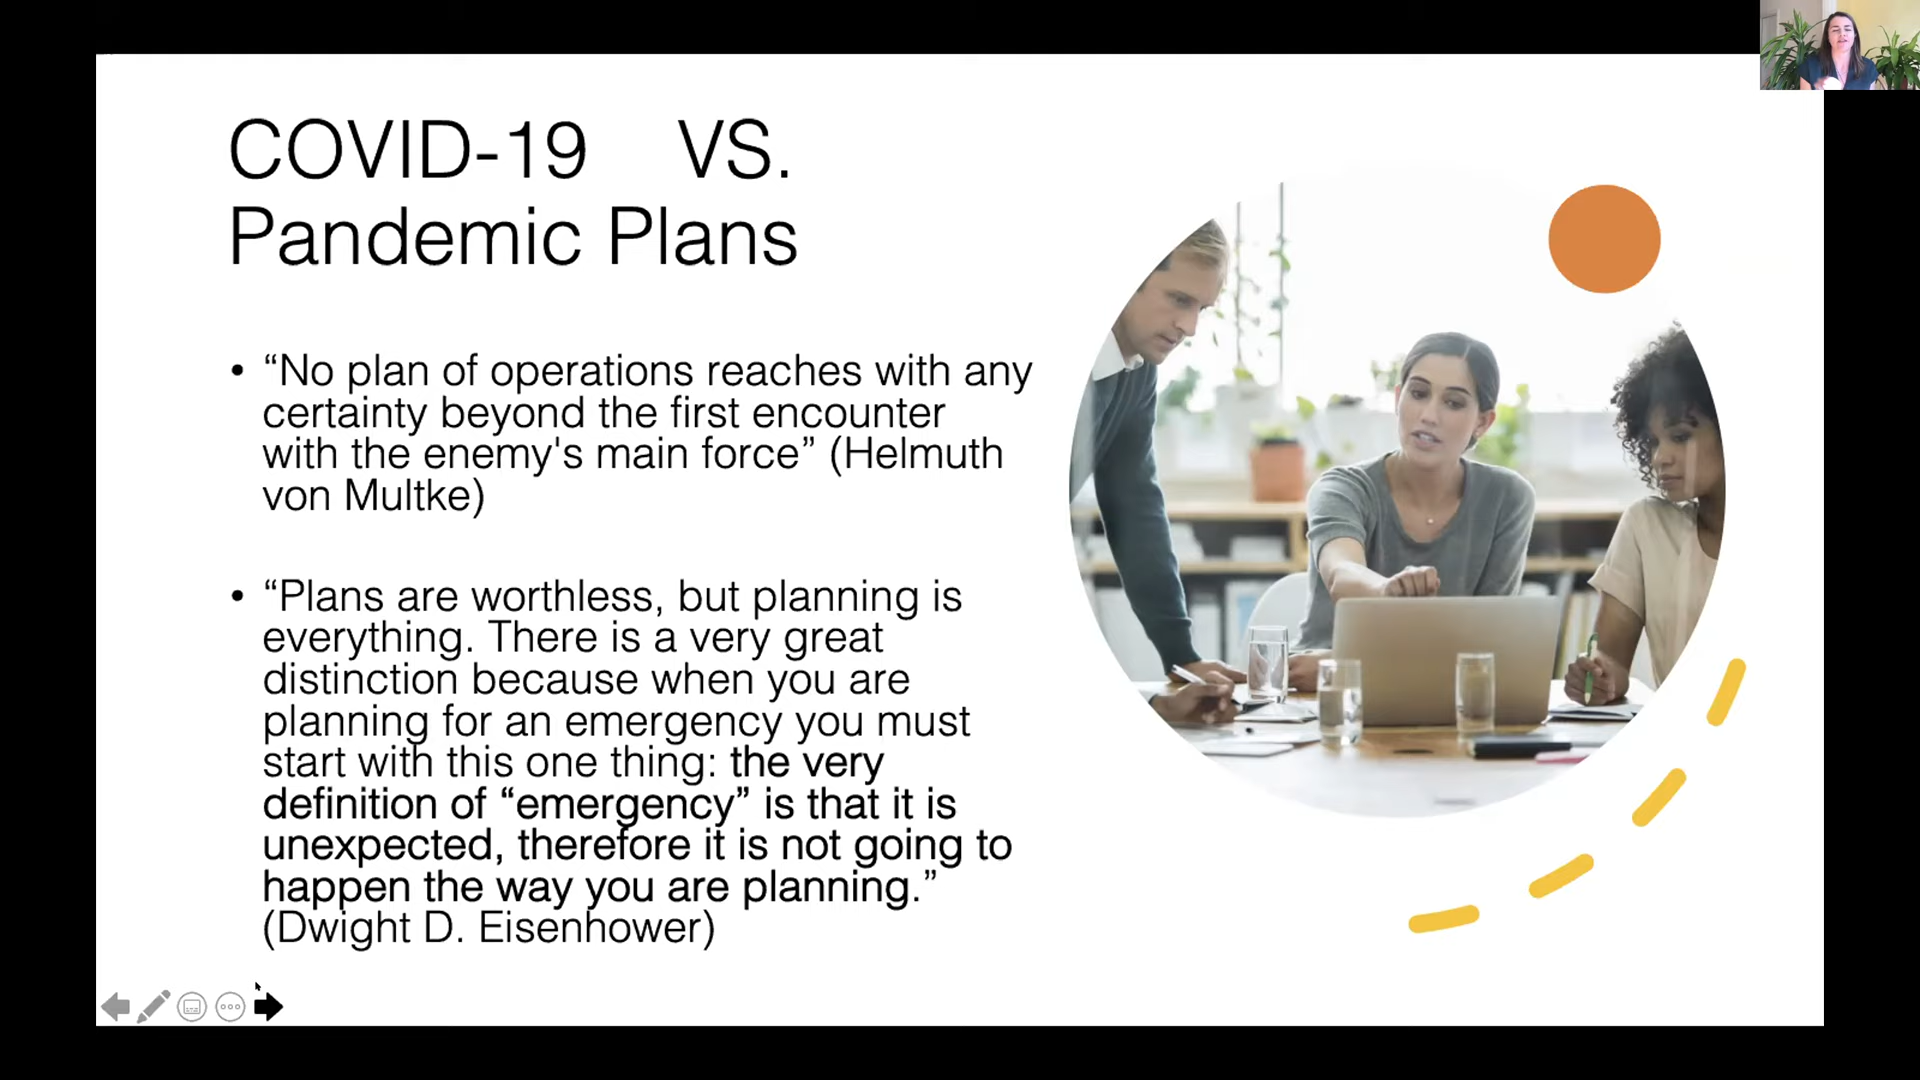 COVID-19 VS.
Pandemic Plans
• “No plan of operations reaches with any
certainty beyond the first encounter
with the enemy's main force” (Helmuth
von Multke)
• “Plans are worthless, but planning is
everything. There is a very great
distinction because when you are
planning for an emergency you must
start with this one thing: the very
definition of “emergency” is that it is
unexpected, therefore it is not going to
happen the way you are planning.”
(Dwight D. Eisenhower)